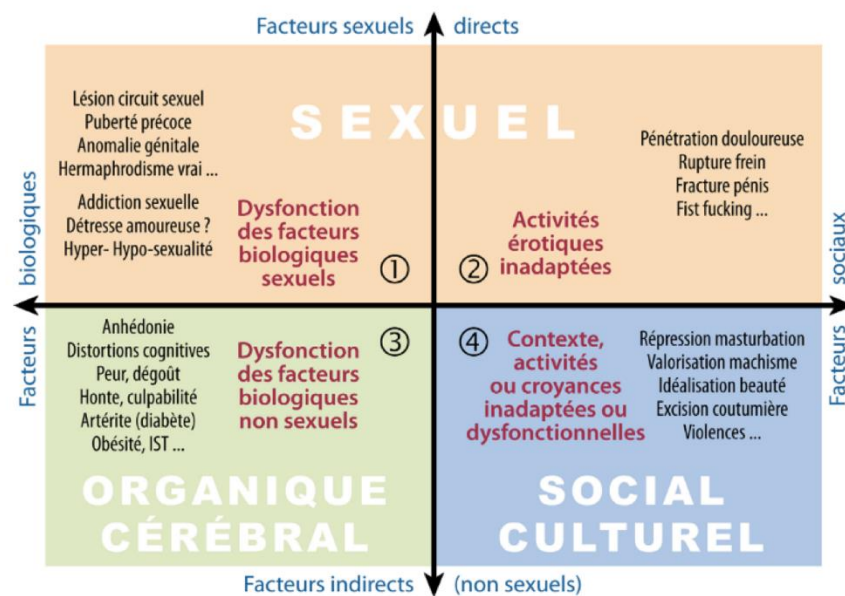 Facteurs sexuels directs
SEXUEL
Lésion circuit sexuel
Puberté précoce
Anomalie génitale
Hermaphrodisme vrai ...
Addiction sexuelle
Détresse amoureuse ?
Hyper- Hypo-sexualité
Dysfonction
des facteurs
biologiques
sexuels
①
②
Activités
érotiques
inadaptées
Pénétration douloureuse
Rupture frein
Fracture pénis
Fist fucking ...
Facteurs biologiques
Facteurs sociaux
Anhédonie
Distortions cognitives
Peur, dégoût
Honte, culpabilité
Artérite (diabète)
Obésité, IST ...
Dysfonction
des facteurs
biologiques
non sexuels
③
④
Contexte,
activités
ou croyances
inadaptées ou
dysfonctionnelles
Répression masturbation
Valorisation machisme
Idéalisation beauté
Excision coutumière
Violences ...
ORGANIQUE
CÉRÉBRAL
SOCIAL
CULTUREL
Facteurs indirects (non sexuels)